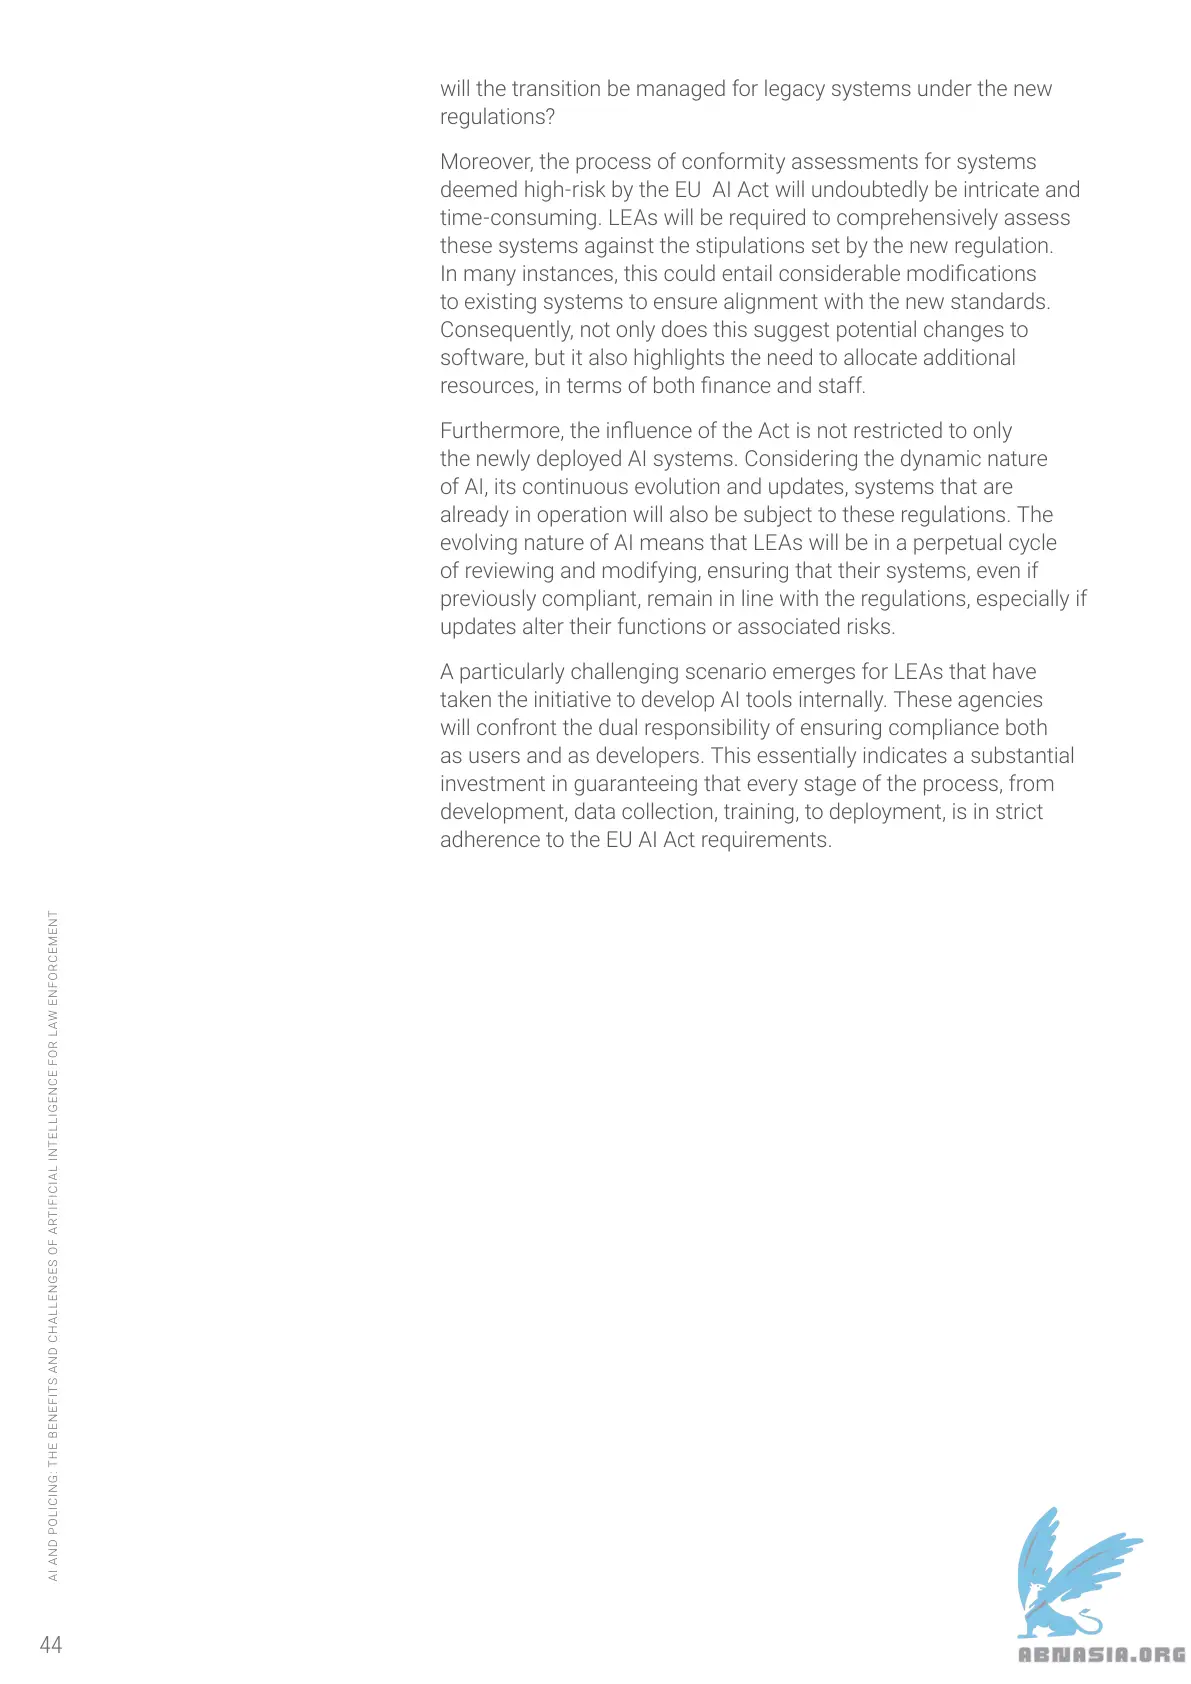 will the transition be managed for legacy systems under the new
regulations?
Moreover, the process of conformity assessments for systems
deemed high-risk by the EU  AI Act will undoubtedly be intricate and
time-consuming. LEAs will be required to comprehensively assess
these systems against the stipulations set by the new regulation.
In many instances, this could entail considerable modifications
to existing systems to ensure alignment with the new standards.
Consequently, not only does this suggest potential changes to
software, but it also highlights the need to allocate additional
resources, in terms of both finance and staff.
Furthermore, the influence of the Act is not restricted to only
the newly deployed AI systems. Considering the dynamic nature
of AI, its continuous evolution and updates, systems that are
already in operation will also be subject to these regulations. The
evolving nature of AI means that LEAs will be in a perpetual cycle
of reviewing and modifying, ensuring that their systems, even if
previously compliant, remain in line with the regulations, especially if
updates alter their functions or associated risks.
A particularly challenging scenario emerges for LEAs that have
taken the initiative to develop AI tools internally. These agencies
will confront the dual responsibility of ensuring compliance both
as users and as developers. This essentially indicates a substantial
investment in guaranteeing that every stage of the process, from
development, data collection, training, to deployment, is in strict
adherence to the EU AI Act requirements.
AI AND POLICING: THE BENEFITS AND CHALLENGES OF ARTIFICIAL INTELLIGENCE FOR LAW ENFORCEMENT
44
ABNASIA.ORG